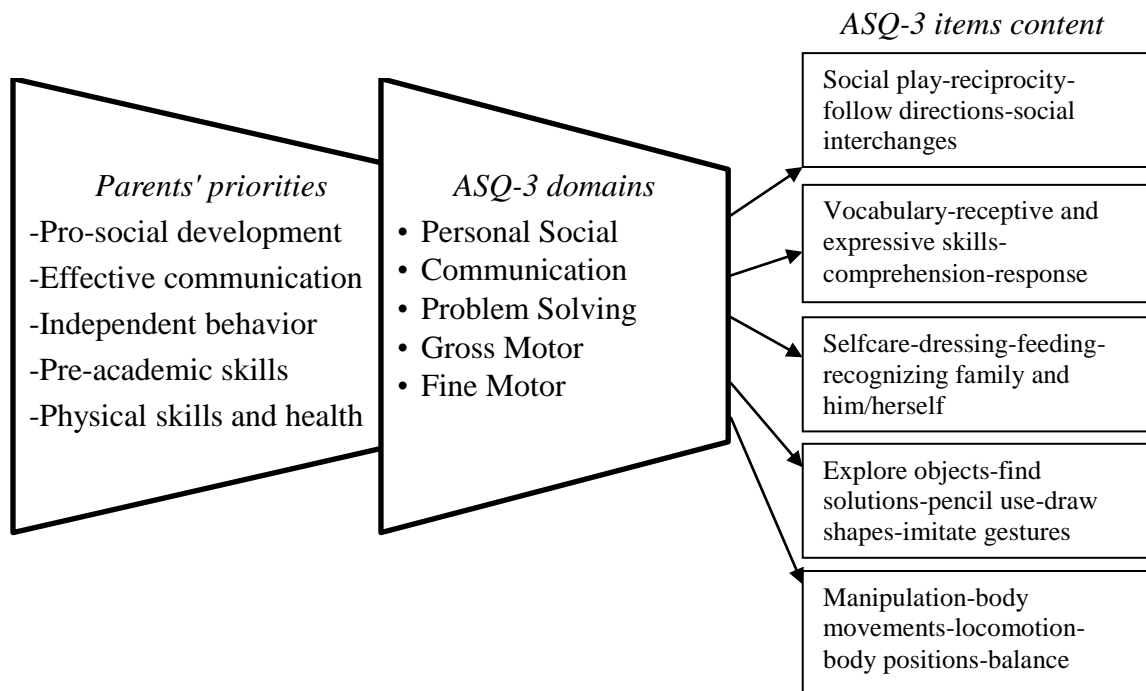 ASQ-3 items content
Parents' priorities
-Pro-social development
-Effective communication
-Independent behavior
-Pre-academic skills
-Physical skills and health
ASQ-3 domains
• Personal Social
• Communication
• Problem Solving
• Gross Motor
• Fine Motor
Social play-reciprocity-
follow directions-social
interchanges
Vocabulary-receptive and
expressive skills-
comprehension-response
Selfcare-dressing-feeding-
recognizing family and
him/herself
Explore objects-find
solutions-pencil use-draw
shapes-imitate gestures
Manipulation-body
movements-locomotion-
body positions-balance